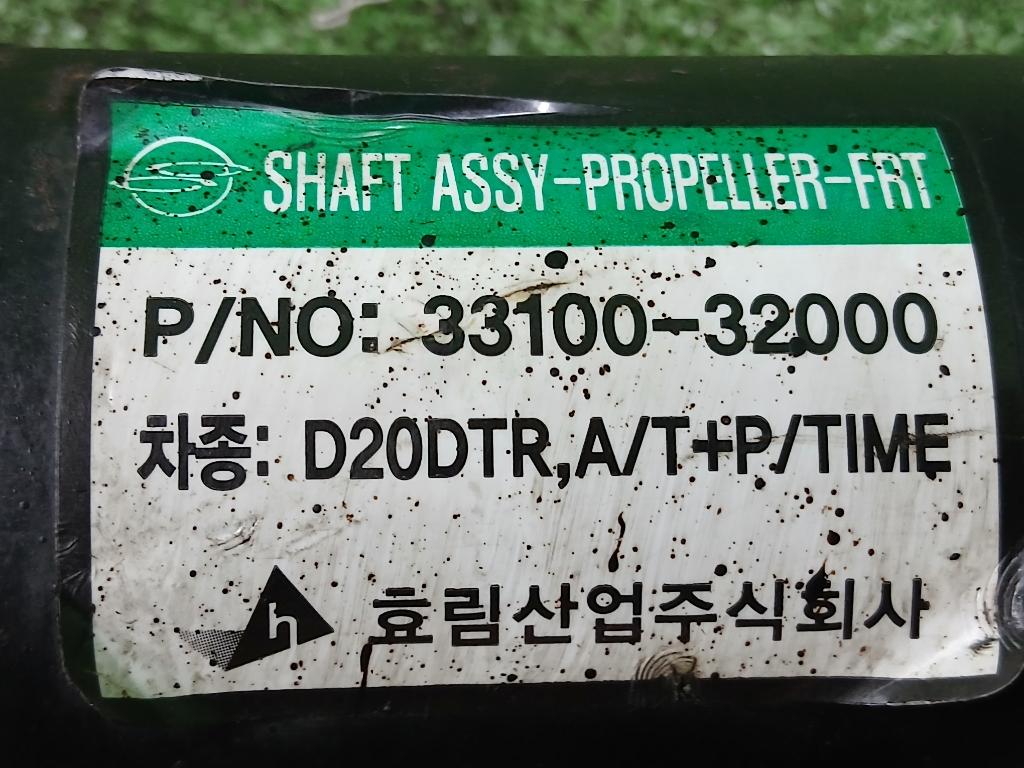 SHAFT ASSY-PROPELLER-FRT
P/NO: 33100-32000
차종: D20DTR,A/T+P/TIME
h 효림산업주식회사